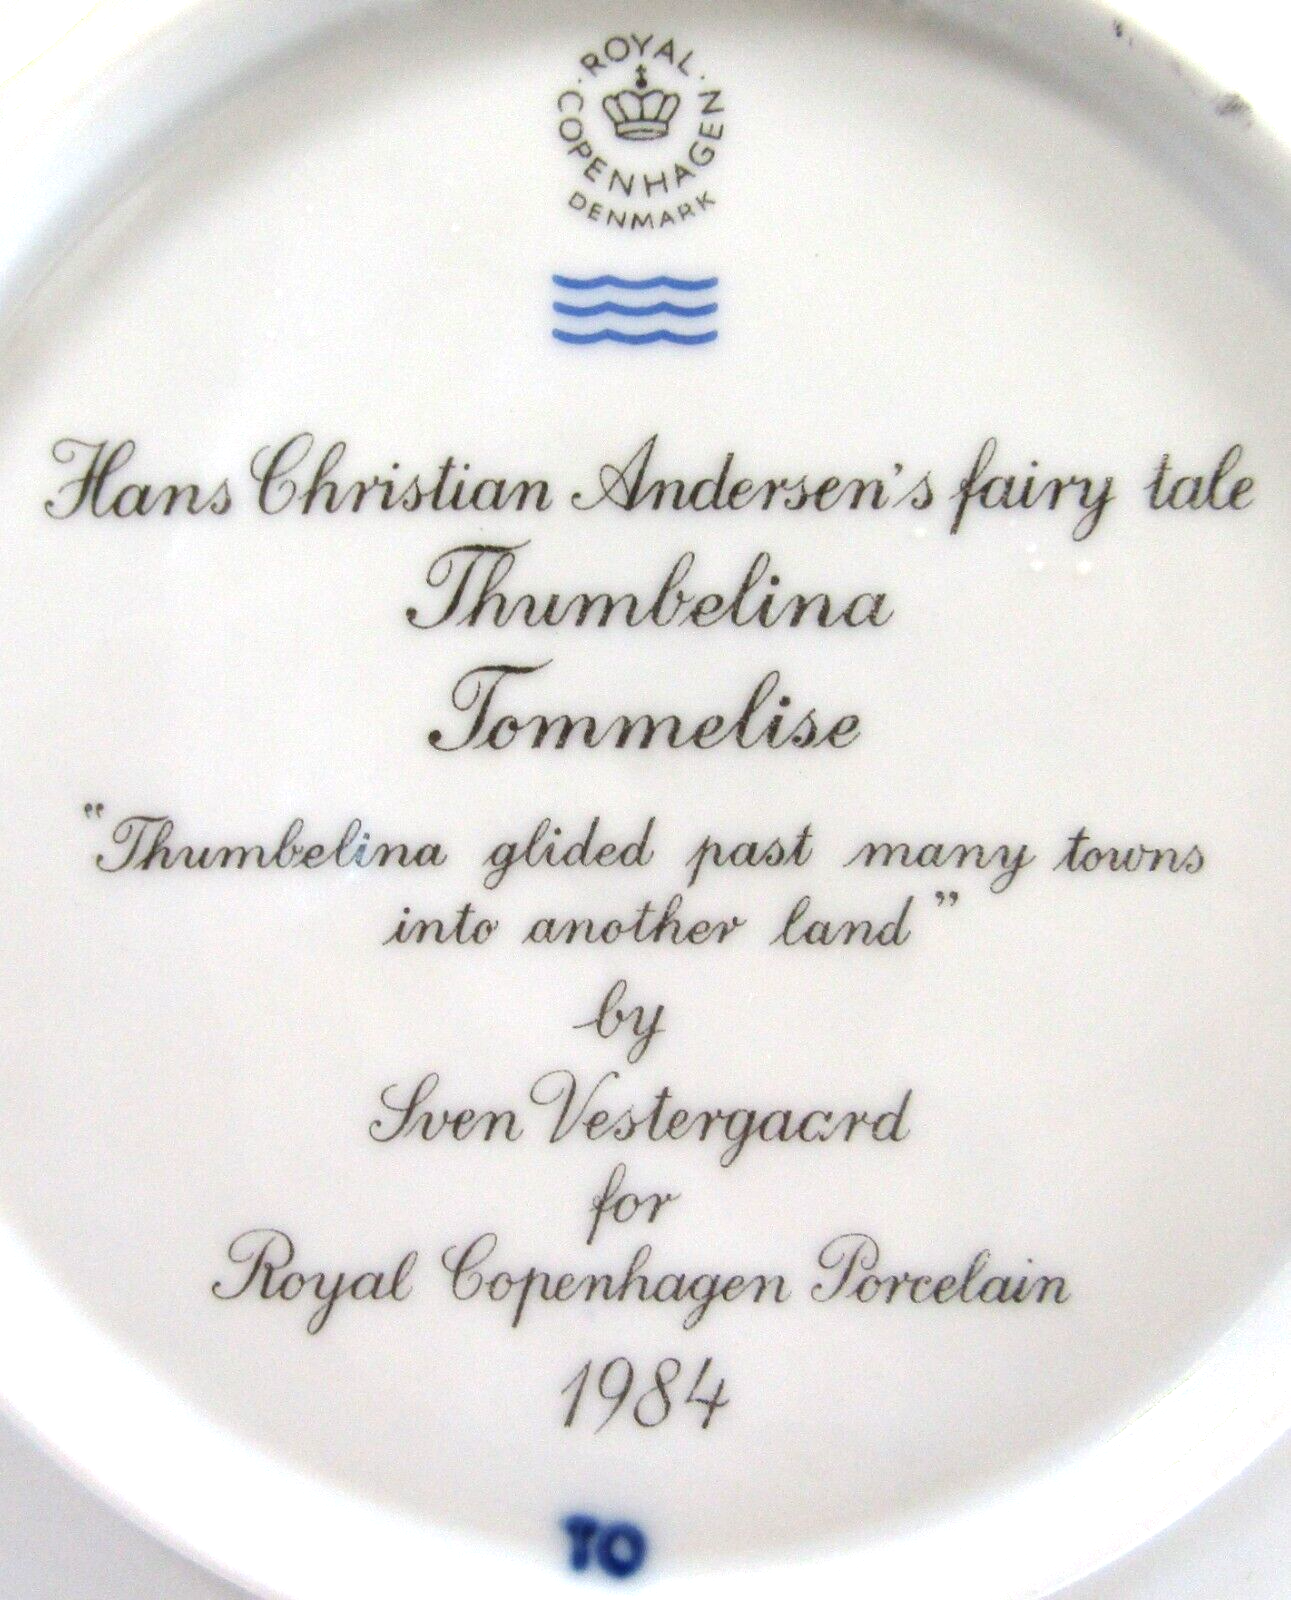 ROYAL
COPENHAGEN
DENMARK
Hans Christian Andersen's fairy tale
Thumbelina
Tommelise
"Thumbelina glided past many towns
into another land"
by
Sven Vestergaard
for
Royal Copenhagen Porcelain
1984
TO